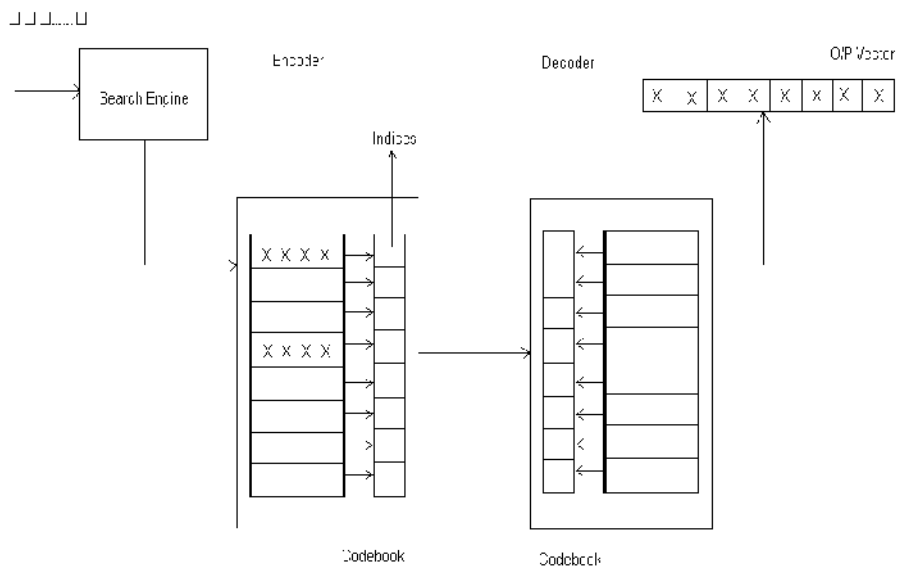 Encoder
Decoder
O/P Vector
Search Engine
X X X X X X X X
Indices
X X X X
X X X X
Codebook
Codebook